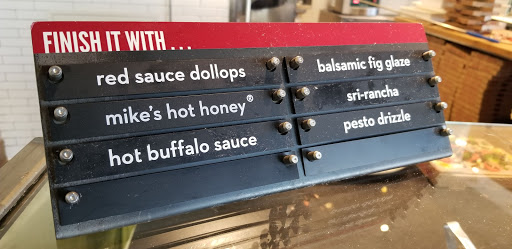 FINISH IT WITH . . .
red sauce dollops
mike's hot honey®
hot buffalo sauce
balsamic fig glaze
sri-rancha
pesto drizzle